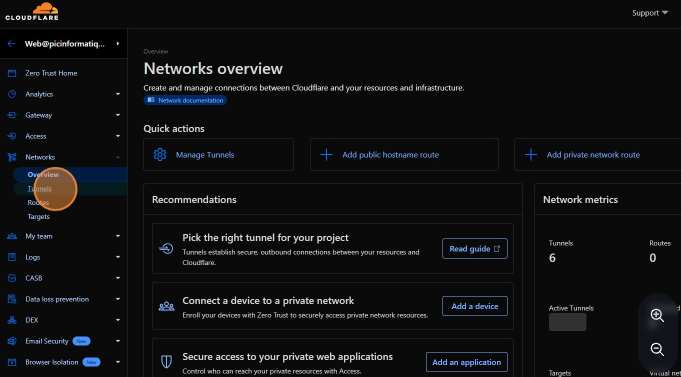 CLOUDFLARE
Support
Web@picinformatiq...
Zero Trust Home
Analytics
Gateway
Access
Networks
Overview
Tunnels
Routes
Targets
My team
Logs
CASB
Data loss prevention
DEX
Email Security New
Browser Isolation New
Overview
Networks overview
Create and manage connections between Cloudflare and your resources and infrastructure.
Network documentation
Quick actions
Manage Tunnels
Add public hostname route
Add private network route
Recommendations
Pick the right tunnel for your project
Tunnels establish secure, outbound connections between your resources and
Cloudflare.
Read guide
Connect a device to a private network
Enroll your devices with Zero Trust to securely access private network resources.
Add a device
Secure access to your private web applications
Control who can reach your private resources with Access.
Add an application
Network metrics
Tunnels Routes
6 0
Active Tunnels
Targets